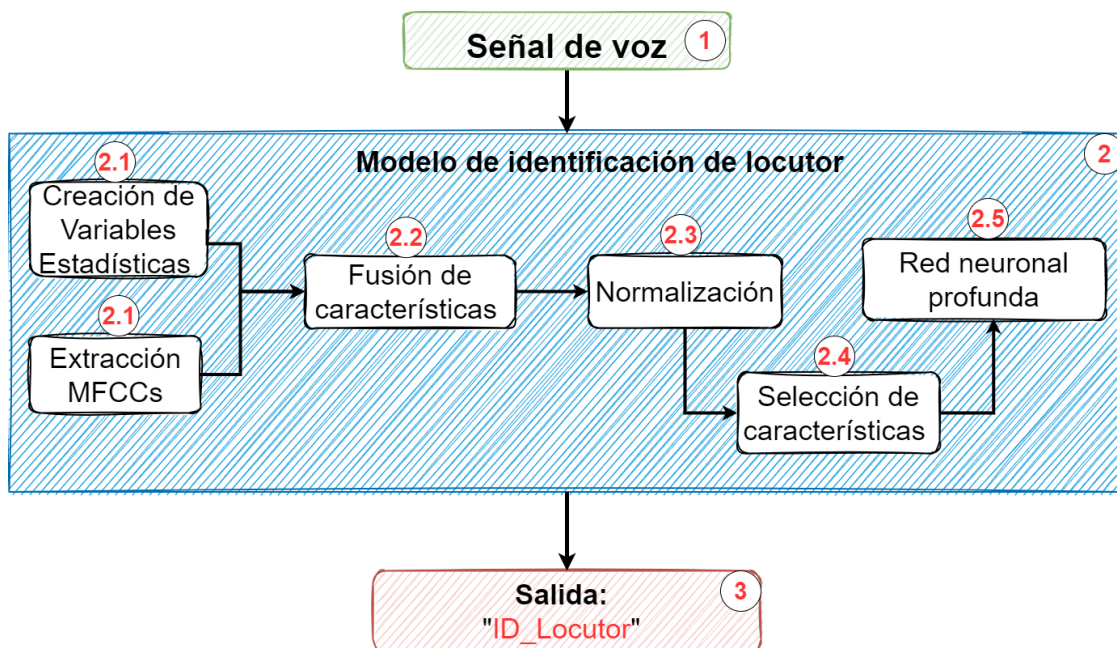 Señal de voz
1
Modelo de identificación de locutor
2
2.1
Creación de
Variables
Estadísticas
2.1
Extracción
MFCCs
2.2
Fusión de
características
2.3
Normalización
2.4
Selección de
características
2.5
Red neuronal
profunda
Salida:
3
"ID_Locutor"